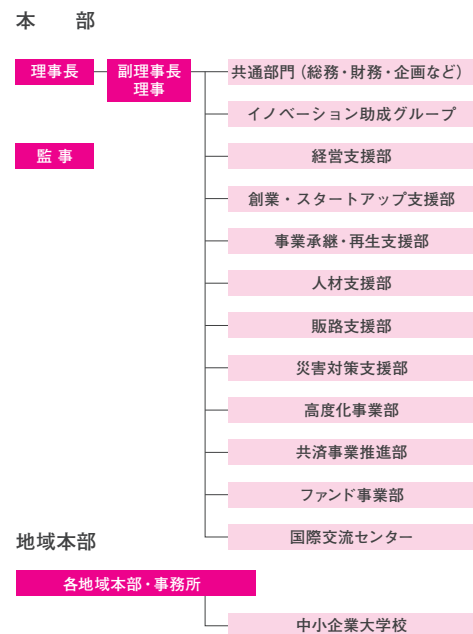 本　部
理事長
副理事長
理事
監 事
共通部門（総務・財務・企画など）
イノベーション助成グループ
経営支援部
創業・スタートアップ支援部
事業承継・再生支援部
人材支援部
販路支援部
災害対策支援部
高度化事業部
共済事業推進部
ファンド事業部
国際交流センター
地域本部
各地域本部・事務所
中小企業大学校